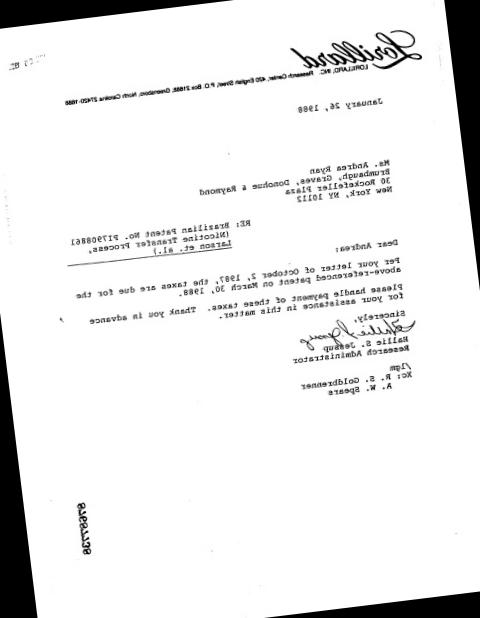 Lorillard
LORILLARD, INC. Research Center, 420 English Street, P.O. Box 21688, Greensboro, North Carolina 27420-1688
January 26, 1988
Ms. Andrea Ryan
Brumbaugh, Graves, Donohue & Raymond
30 Rockefeller Plaza
New York, NY 10112
RE: Brazilian Patent No. PI7908861
(Nicotine Transfer Process,
Larson et. al.)
Dear Andrea:
Per your letter of October 2, 1987, the taxes are due for the
above-referenced patent on March 30, 1988.
Please handle payment of these taxes. Thank you in advance
for your assistance in this matter.
Sincerely,
Hallie S. Jessup
Research Administrator
/lgm
Xc: R. S. Goldbrenner
A. W. Spears